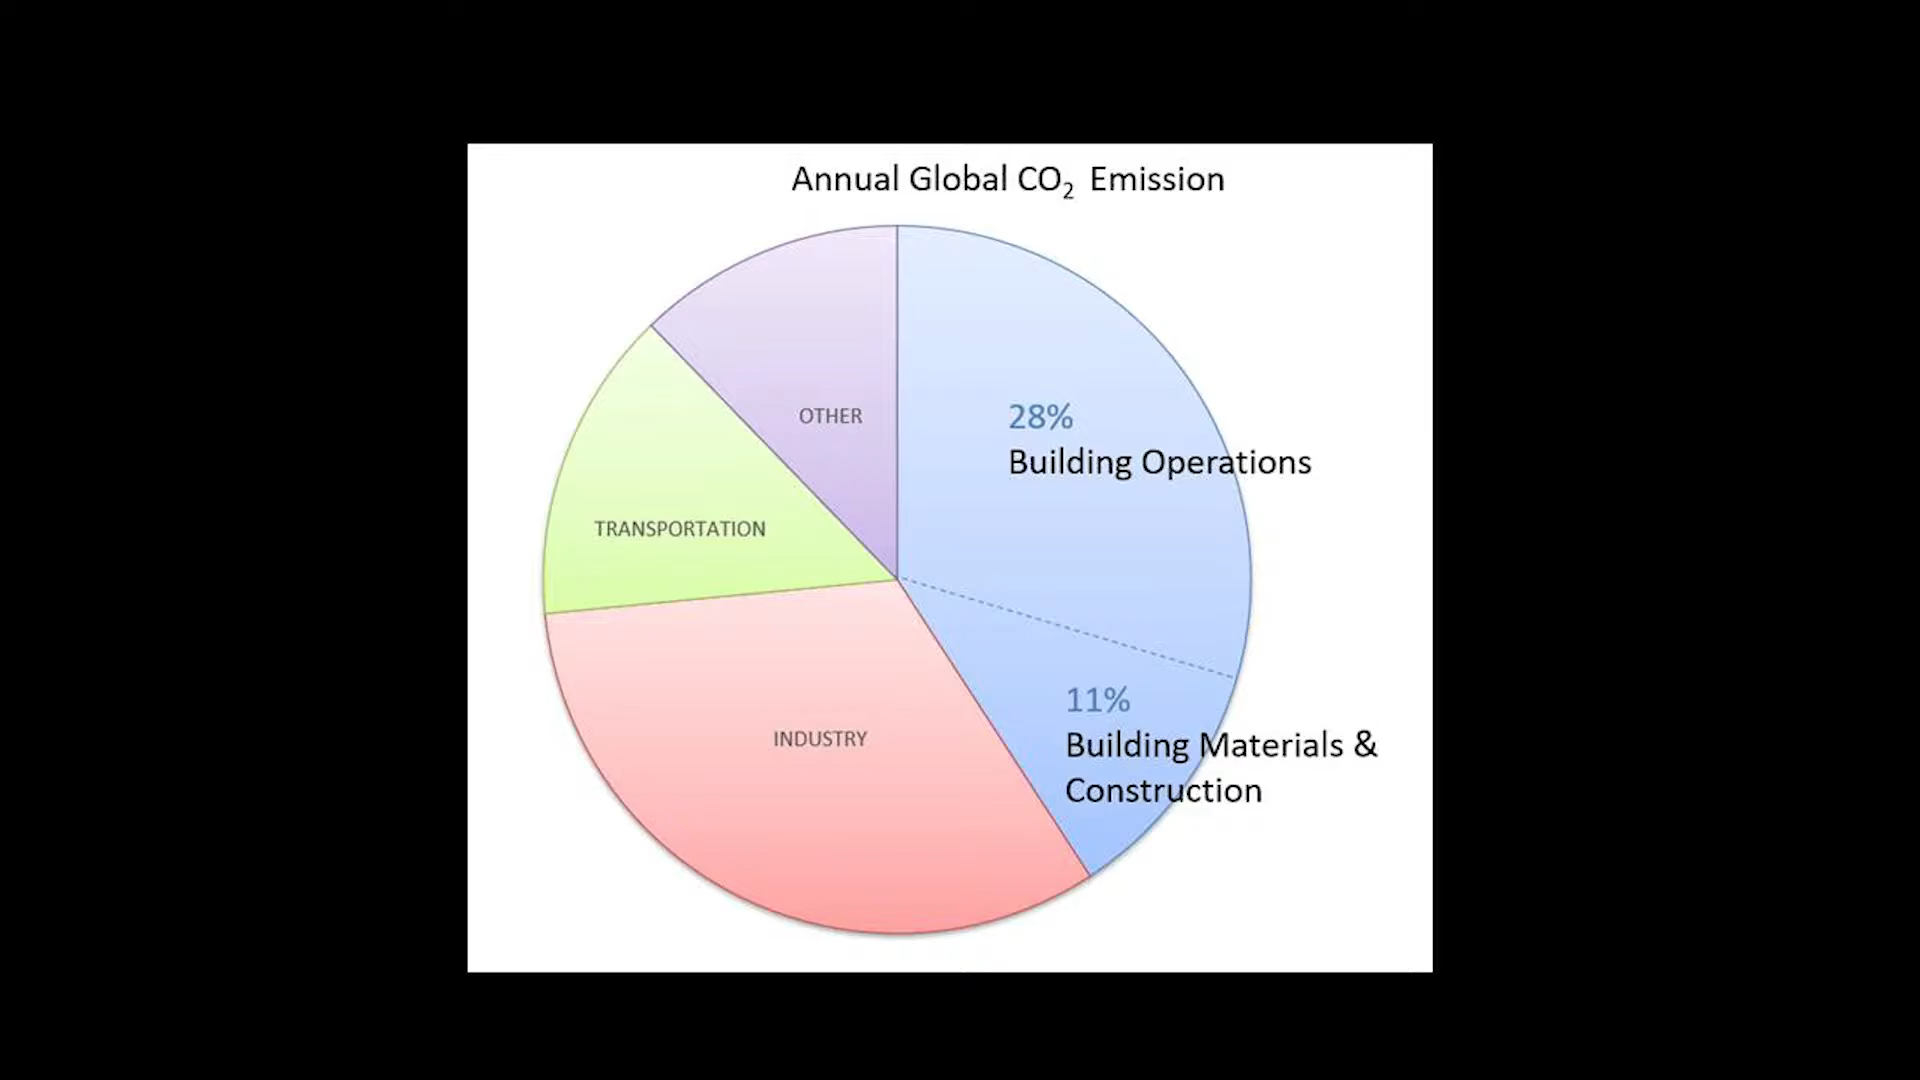 Annual Global CO₂ Emission
OTHER
28%
Building Operations
TRANSPORTATION
11%
Building Materials &
Construction
INDUSTRY